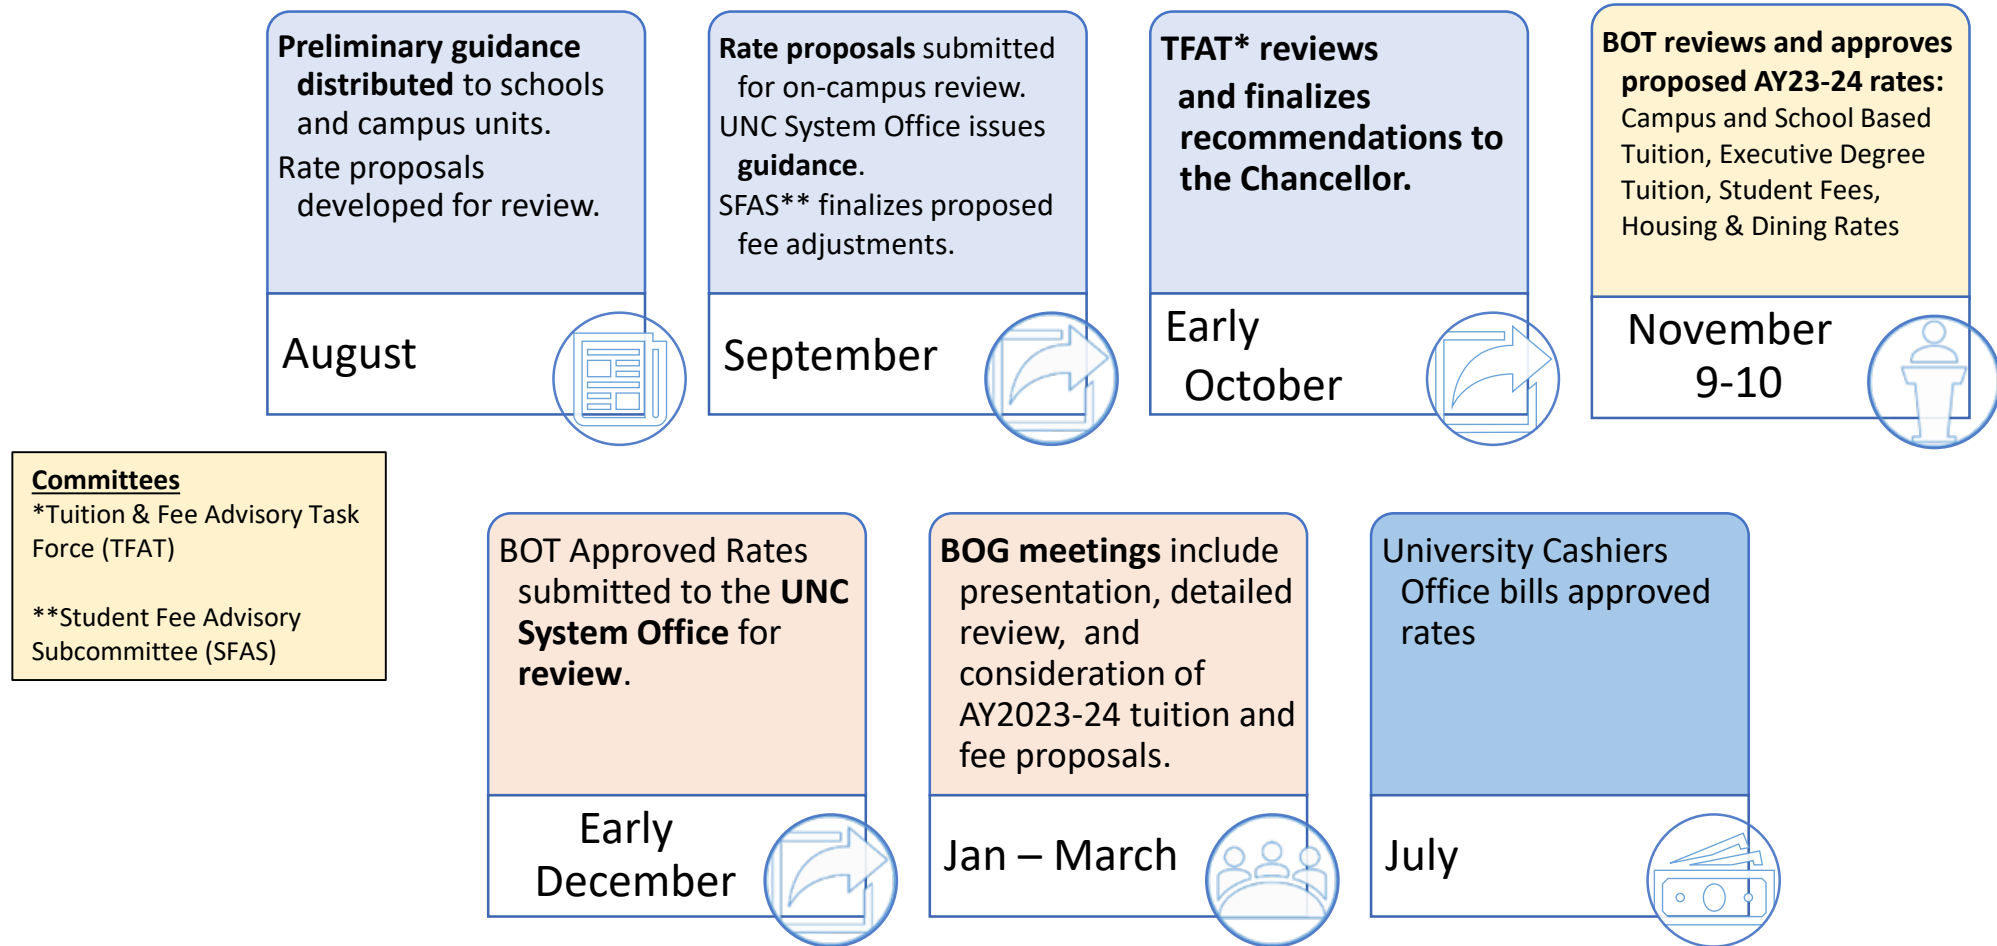 Preliminary guidance
distributed to schools
and campus units.
Rate proposals
developed for review.
August
Rate proposals submitted
for on-campus review.
UNC System Office issues
guidance.
SFAS** finalizes proposed
fee adjustments.
September
TFAT* reviews
and finalizes
recommendations to
the Chancellor.
Early
October
BOT reviews and approves
proposed AY23-24 rates:
Campus and School Based
Tuition, Executive Degree
Tuition, Student Fees,
Housing & Dining Rates
November
9-10
Committees
*Tuition & Fee Advisory Task
Force (TFAT)
**Student Fee Advisory
Subcommittee (SFAS)
BOT Approved Rates
submitted to the UNC
System Office for
review.
Early
December
BOG meetings include
presentation, detailed
review, and
consideration of
AY2023-24 tuition and
fee proposals.
Jan – March
University Cashiers
Office bills approved
rates
July